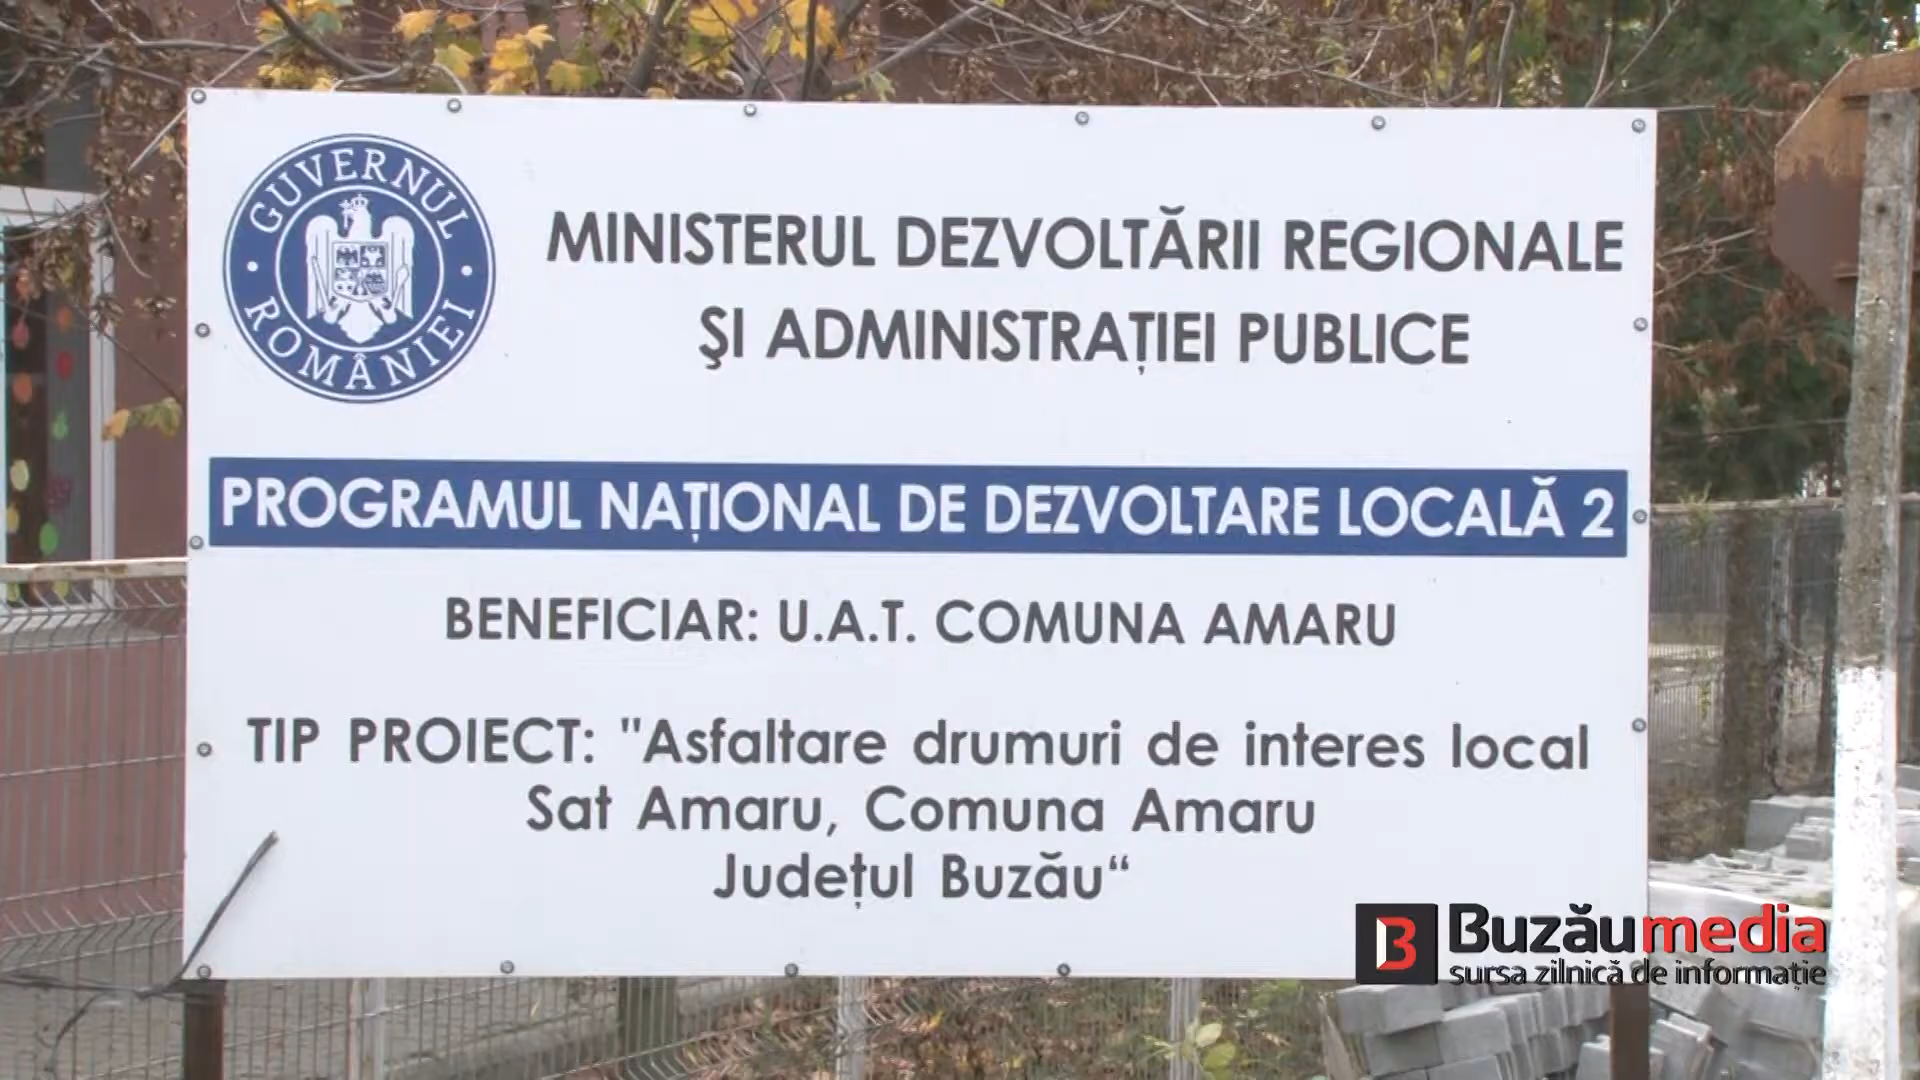 GUVERNUL ROMÂNIEI
MINISTERUL DEZVOLTĂRII REGIONALE
ŞI ADMINISTRAȚIEI PUBLICE
PROGRAMUL NAȚIONAL DE DEZVOLTARE LOCALĂ 2
BENEFICIAR: U.A.T. COMUNA AMARU
TIP PROIECT: "Asfaltare drumuri de interes local
Sat Amaru, Comuna Amaru
Județul Buzău“
B Buzăumedia
sursa zilnică de informație